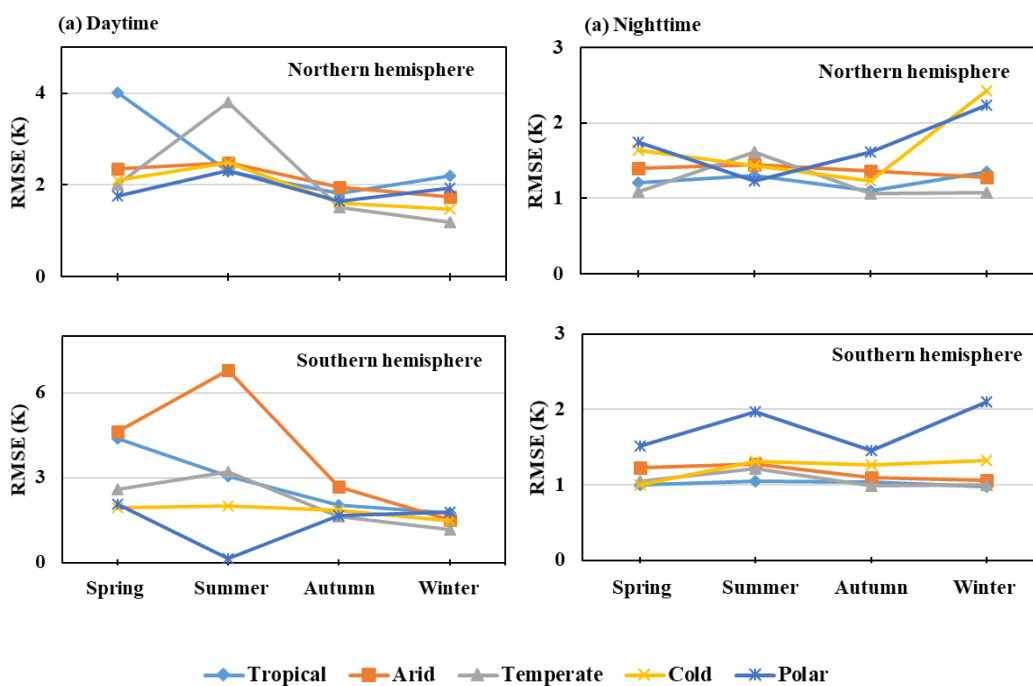 (a) Daytime
Northern hemisphere
RMSE (K)
4
2
0
(a) Nighttime
Northern hemisphere
RMSE (K)
3
2
1
0
Southern hemisphere
RMSE (K)
6
3
0
Spring Summer Autumn Winter
Southern hemisphere
RMSE (K)
3
2
1
0
Spring Summer Autumn Winter
Tropical Arid Temperate Cold Polar